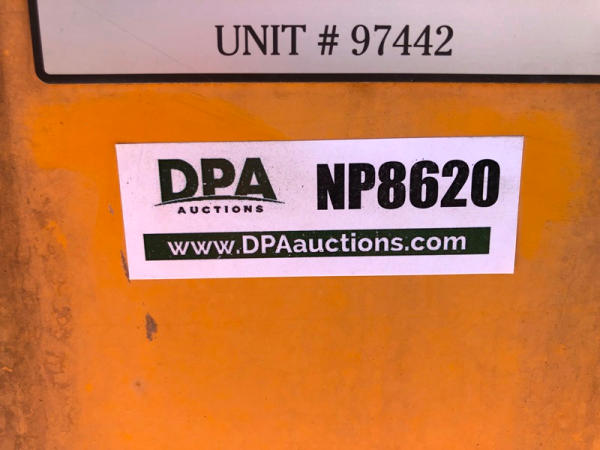 UNIT # 97442
DPA
AUCTIONS
NP8620
www.DPAauctions.com